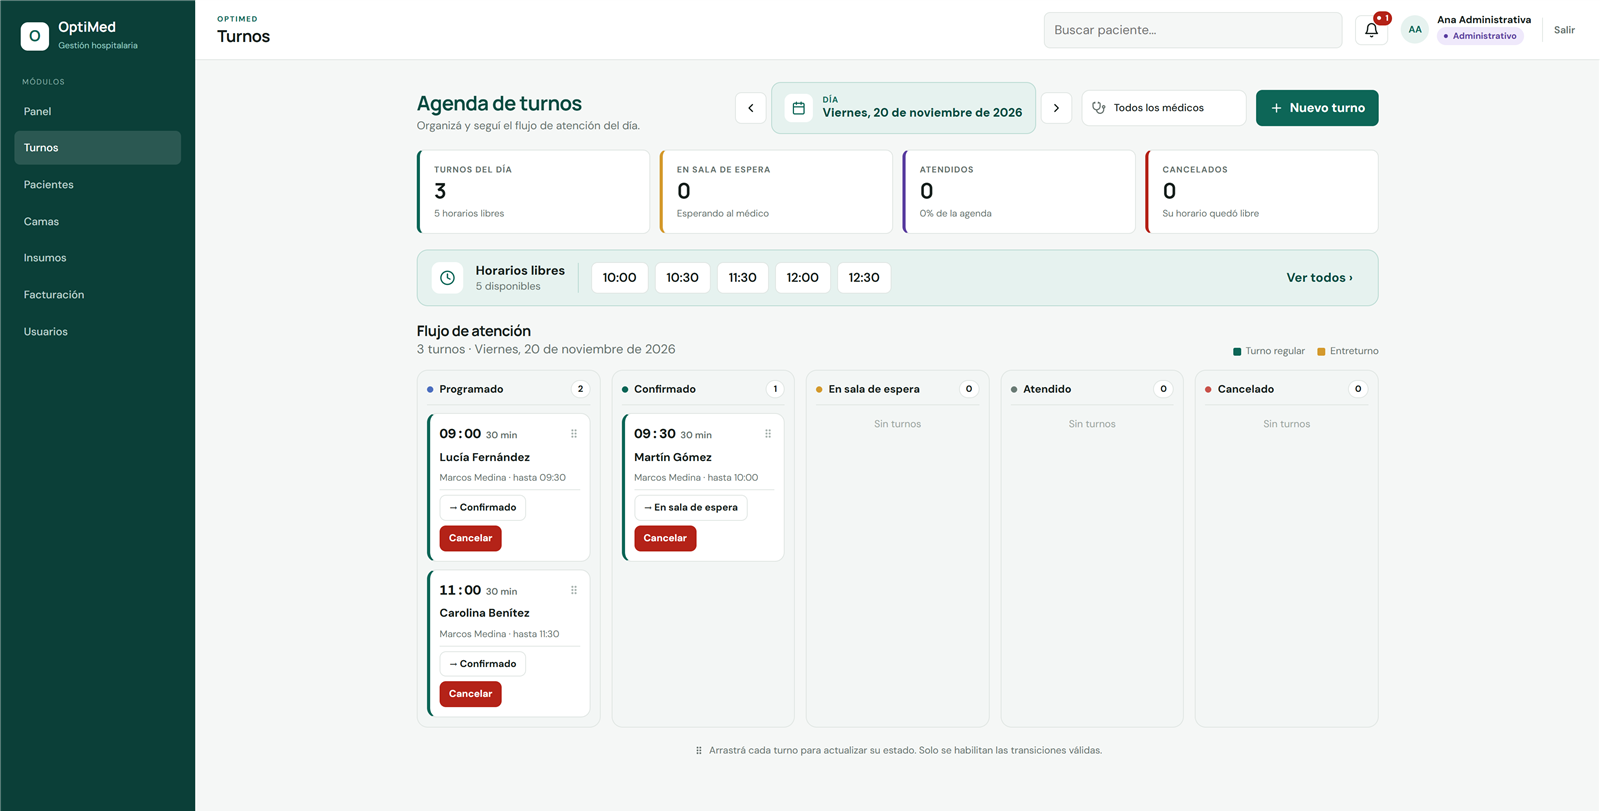 O
OptiMed
Gestión hospitalaria
MÓDULOS
Panel
Turnos
Pacientes
Camas
Insumos
Facturación
Usuarios
OPTIMED
Turnos
Buscar paciente...
1
AA
Ana Administrativa
Administrativo
Salir
Agenda de turnos
Organizá y seguí el flujo de atención del día.
DÍA
Viernes, 20 de noviembre de 2026
Todos los médicos
+ Nuevo turno
TURNOS DEL DÍA
3
5 horarios libres
EN SALA DE ESPERA
0
Esperando al médico
ATENDIDOS
0
0% de la agenda
CANCELADOS
0
Su horario quedó libre
Horarios libres
5 disponibles
10:00
10:30
11:30
12:00
12:30
Ver todos ›
Flujo de atención
3 turnos · Viernes, 20 de noviembre de 2026
Turno regular
Entreturno
Programado 2
09:00 30 min
Lucía Fernández
Marcos Medina · hasta 09:30
→ Confirmado
Cancelar
11:00 30 min
Carolina Benítez
Marcos Medina · hasta 11:30
→ Confirmado
Cancelar
Confirmado 1
09:30 30 min
Martín Gómez
Marcos Medina · hasta 10:00
→ En sala de espera
Cancelar
En sala de espera 0
Sin turnos
Atendido 0
Sin turnos
Cancelado 0
Sin turnos
Arrastrá cada turno para actualizar su estado. Solo se habilitan las transiciones válidas.